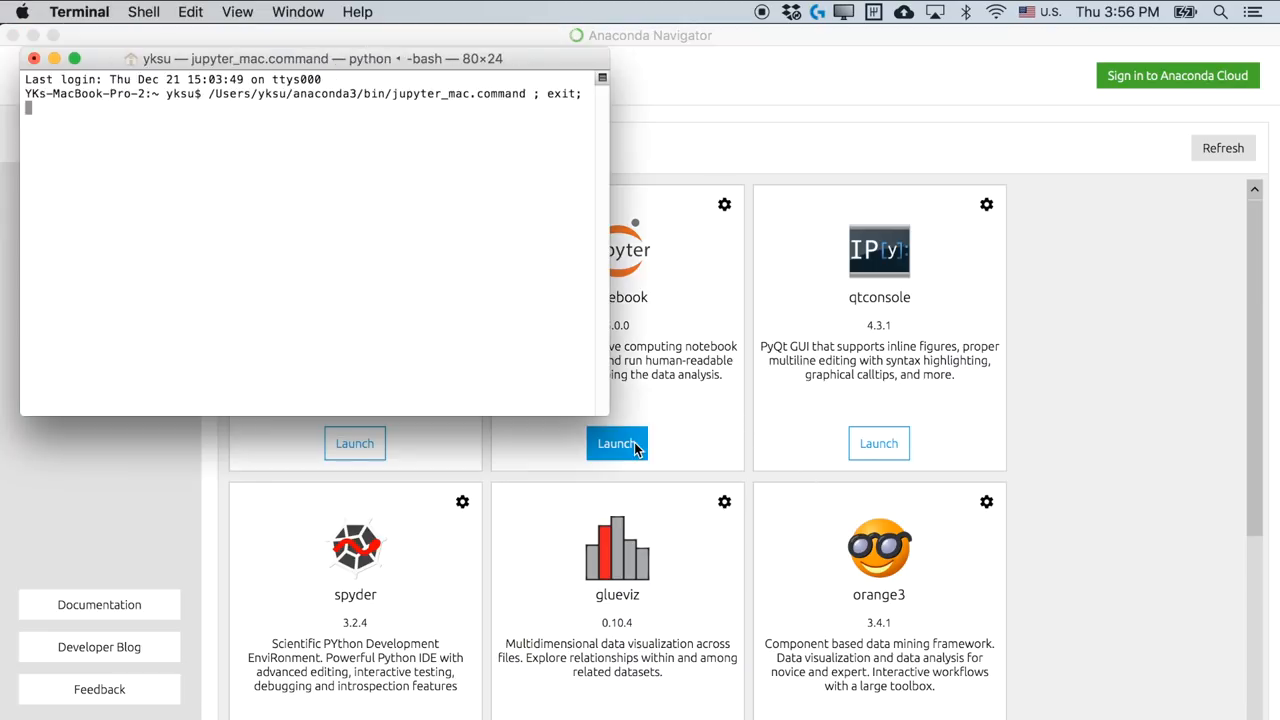 Terminal Shell Edit View Window Help U.S. Thu 3:56 PM
Anaconda Navigator
yksu — jupyter_mac.command — python ◂ -bash — 80×24
Last login: Thu Dec 21 15:03:49 on ttys000
YKs-MacBook-Pro-2:~ yksu$ /Users/yksu/anaconda3/bin/jupyter_mac.command ; exit;
Sign in to Anaconda Cloud
Refresh
pyter
ebook
.0.0
ve computing notebook
nd run human-readable
ing the data analysis.
Launch
Launch
IP[y]:
qtconsole
4.3.1
PyQt GUI that supports inline figures, proper
multiline editing with syntax highlighting,
graphical calltips, and more.
Launch
spyder
3.2.4
Scientific PYthon Development
EnviRonment. Powerful Python IDE with
advanced editing, interactive testing,
debugging and introspection features
glueviz
0.10.4
Multidimensional data visualization across
files. Explore relationships within and among
related datasets.
orange3
3.4.1
Component based data mining framework.
Data visualization and data analysis for
novice and expert. Interactive workflows
with a large toolbox.
Documentation
Developer Blog
Feedback